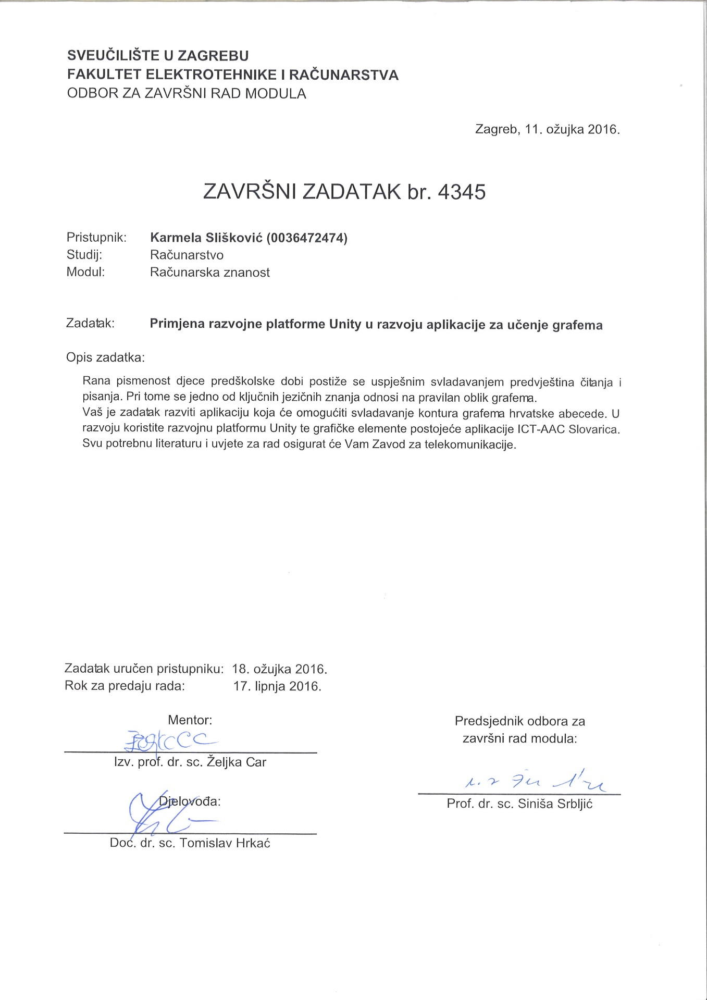 SVEUČILIŠTE U ZAGREBU
FAKULTET ELEKTROTEHNIKE I RAČUNARSTVA
ODBOR ZA ZAVRŠNI RAD MODULA
Zagreb, 11. ožujka 2016.
ZAVRŠNI ZADATAK br. 4345
Pristupnik: Karmela Slišković (0036472474)
Studij: Računarstvo
Modul: Računarska znanost
Zadatak: Primjena razvojne platforme Unity u razvoju aplikacije za učenje grafema
Opis zadatka:
Rana pismenost djece predškolske dobi postiže se uspješnim svladavanjem predvještina čitanja i
pisanja. Pri tome se jedno od ključnih jezičnih znanja odnosi na pravilan oblik grafema.
Vaš je zadatak razviti aplikaciju koja će omogućiti svladavanje kontura grafema hrvatske abecede. U
razvoju koristite razvojnu platformu Unity te grafičke elemente postojeće aplikacije ICT-AAC Slovarica.
Svu potrebnu literaturu i uvjete za rad osigurat će Vam Zavod za telekomunikacije.
Zadatak uručen pristupniku: 18. ožujka 2016.
Rok za predaju rada: 17. lipnja 2016.
Mentor:
Izv. prof. dr. sc. Željka Car
Djelovođa:
Doc. dr. sc. Tomislav Hrkać
Predsjednik odbora za
završni rad modula:
Prof. dr. sc. Siniša Srbljić